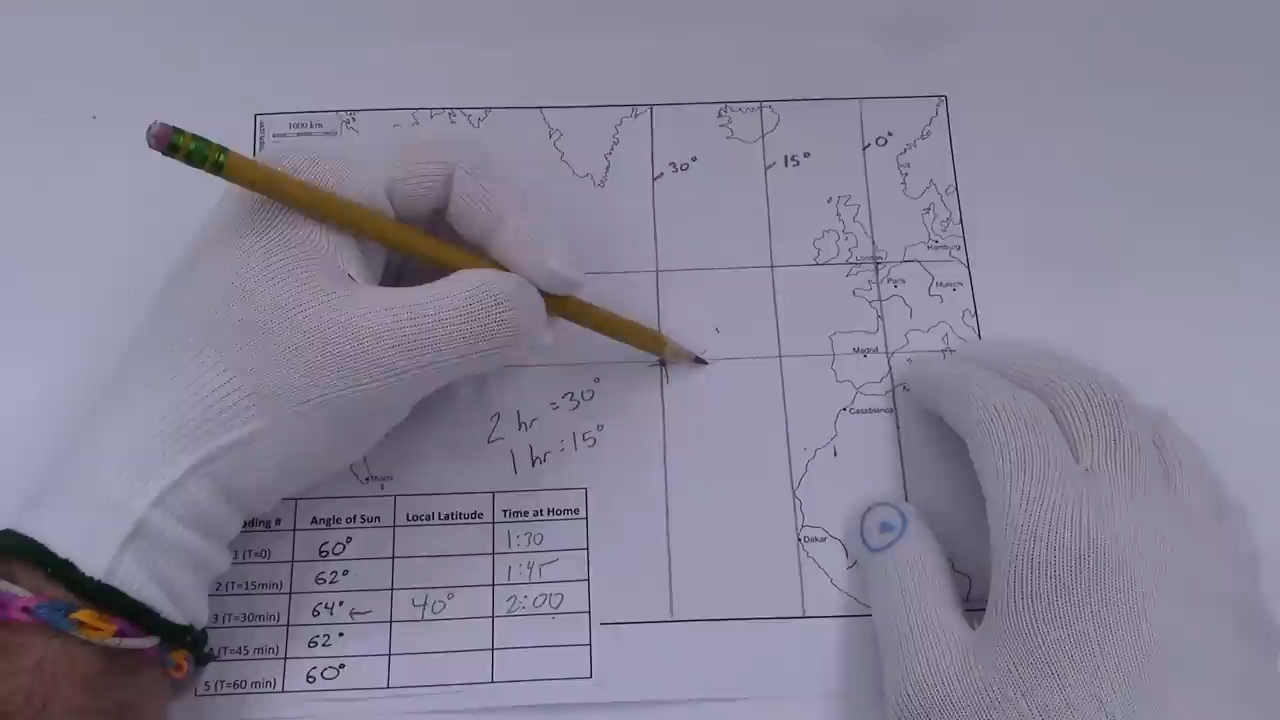 1000 km
30°
15°
0°
London
Hamburg
Paris
Munich
Madrid
Casablanca
Dakar
Miami
2 hr = 30°
1 hr = 15°
Angle of Sun Local Latitude Time at Home
1 (T=0) 60° 1:30
2 (T=15min) 62° 1:45
3 (T=30min) 64° ← 40° 2:00
(T=45 min) 62°
5 (T=60 min) 60°